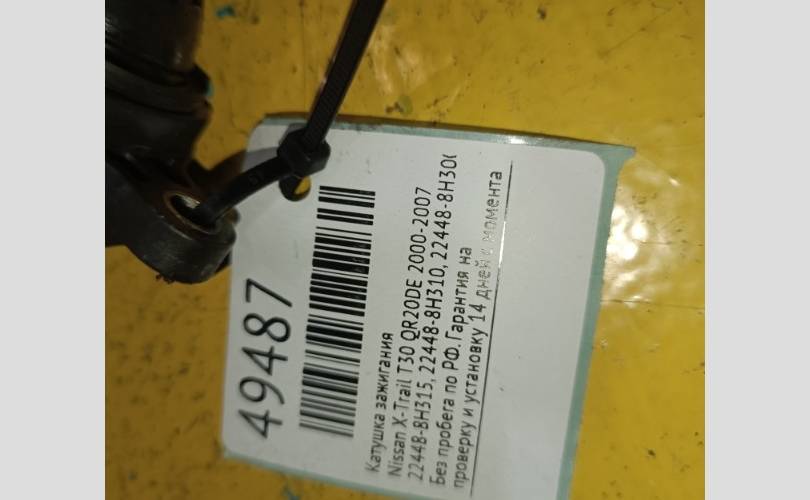 49487
Катушка зажигания
Nissan X-Trail T30 QR20DE 2000-2007
22448-8H315, 22448-8H310, 22448-8H300
Без пробега по РФ. Гарантия на
проверку и установку 14 дней с момента